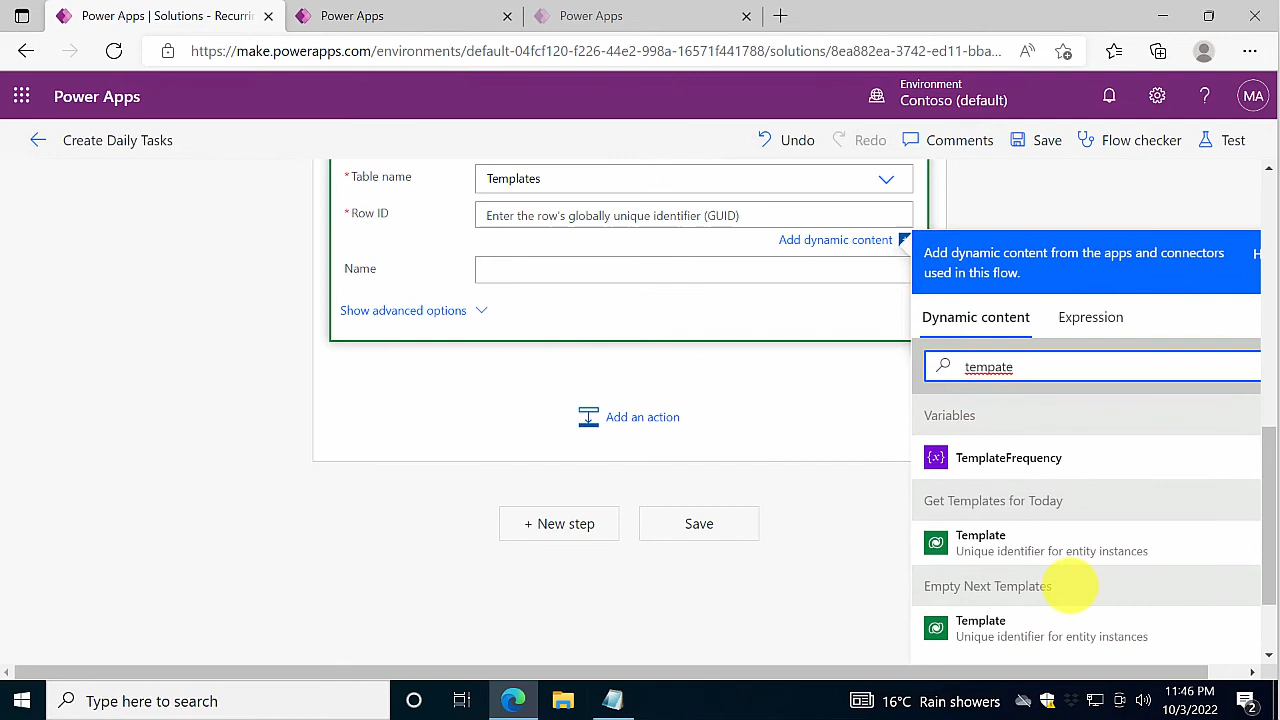 Power Apps | Solutions - Recurri
Power Apps
Power Apps
https://make.powerapps.com/environments/default-04fcf120-f226-44e2-998a-16571f441788/solutions/8ea882ea-3742-ed11-bba...
Power Apps
Environment
Contoso (default)
MA
Create Daily Tasks
Undo
Redo
Comments
Save
Flow checker
Test
* Table name
Templates
* Row ID
Enter the row's globally unique identifier (GUID)
Add dynamic content
Name
Show advanced options
Add an action
+ New step
Save
Add dynamic content from the apps and connectors
used in this flow.
H
Dynamic content
Expression
tempate
Variables
{x}
TemplateFrequency
Get Templates for Today
Template
Unique identifier for entity instances
Empty Next Templates
Template
Unique identifier for entity instances
Type here to search
16°C Rain showers
11:46 PM
10/3/2022
2